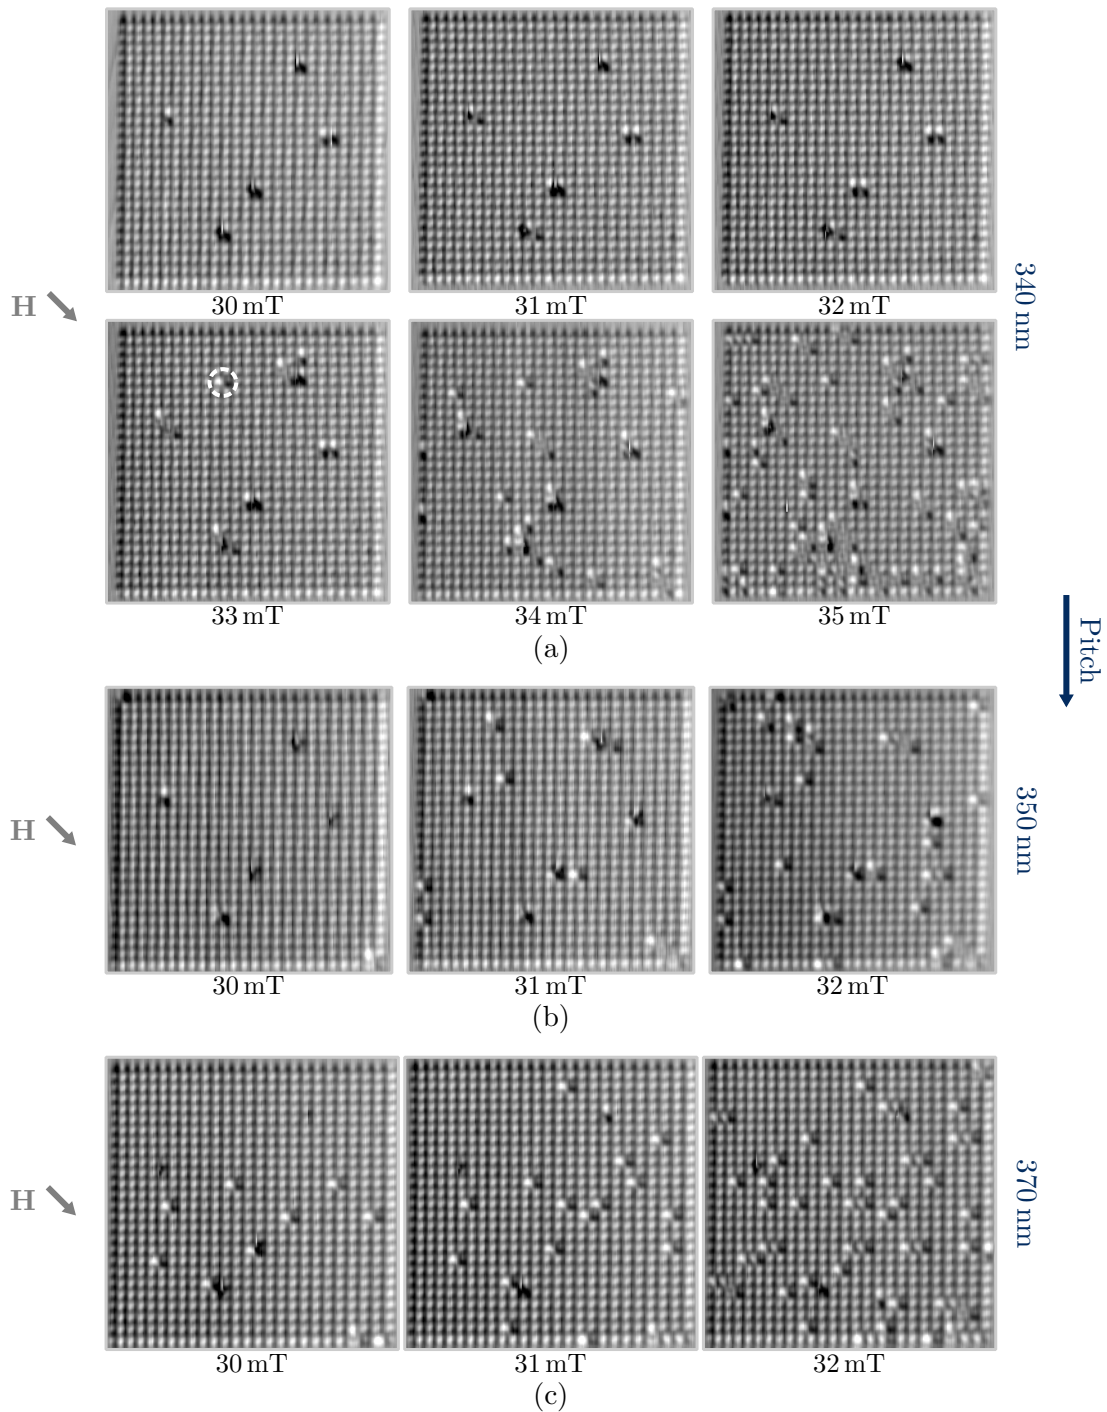 30 mT 31 mT 32 mT
H
340 nm
33 mT 34 mT 35 mT
(a)
Pitch
H
350 nm
30 mT 31 mT 32 mT
(b)
H
370 nm
30 mT 31 mT 32 mT
(c)